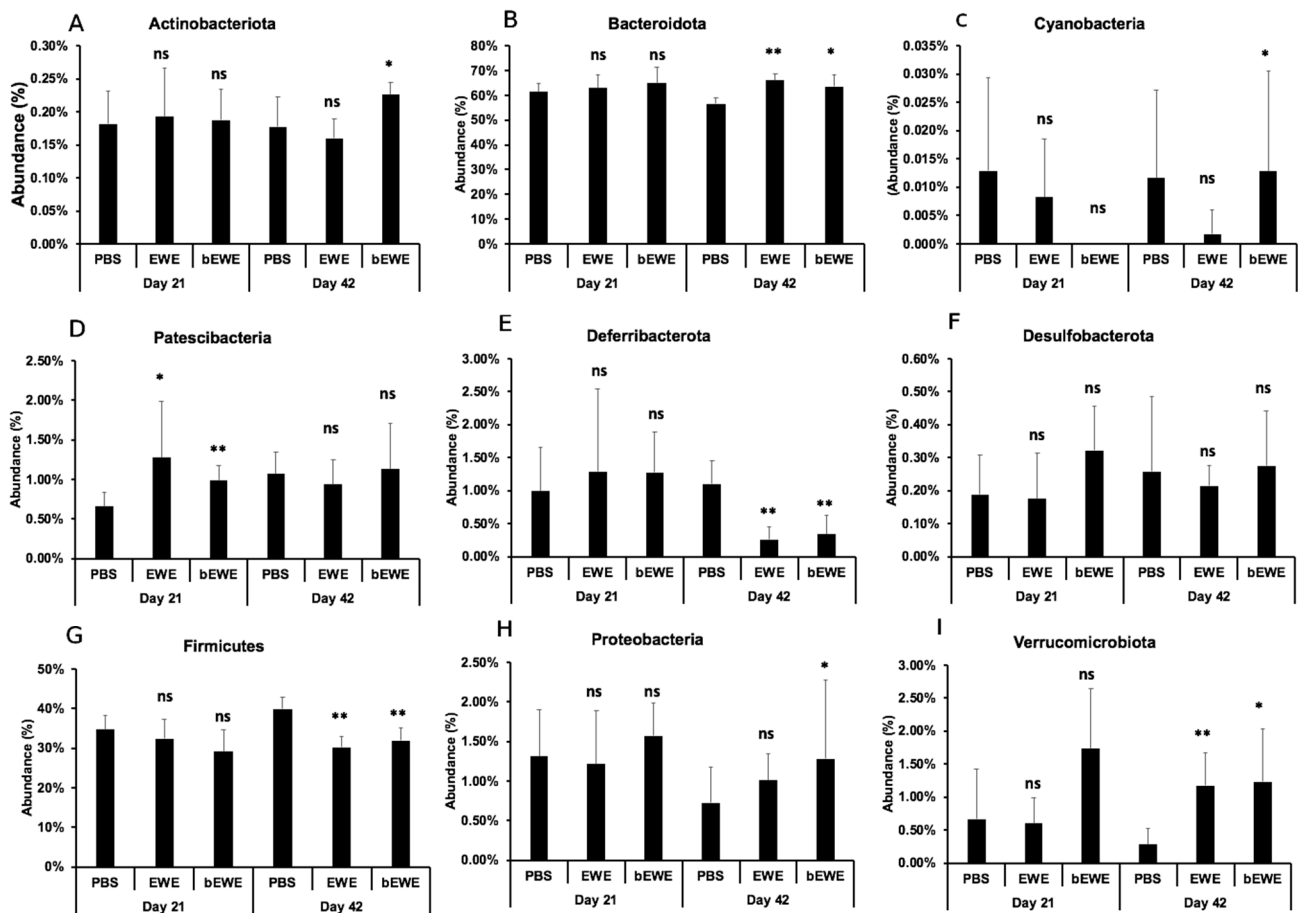 A
Actinobacteriota
Abundance (%)
0.30%
0.25%
0.20%
0.15%
0.10%
0.05%
0.00%
ns
ns
ns
*
PBS
EWE
bEWE
PBS
EWE
bEWE
Day 21
Day 42
B
Bacteroidota
Abundance (%)
80%
70%
60%
50%
40%
30%
20%
10%
0%
ns
ns
**
*
PBS
EWE
bEWE
PBS
EWE
bEWE
Day 21
Day 42
C
Cyanobacteria
(Abundance (%)
0.035%
0.030%
0.025%
0.020%
0.015%
0.010%
0.005%
0.000%
ns
ns
ns
*
PBS
EWE
bEWE
PBS
EWE
bEWE
Day 21
Day 42
D
Patescibacteria
Abundance (%)
2.50%
2.00%
1.50%
1.00%
0.50%
0.00%
*
**
ns
ns
PBS
EWE
bEWE
PBS
EWE
bEWE
Day 21
Day 42
E
Deferribacterota
Abundance (%)
3.00%
2.50%
2.00%
1.50%
1.00%
0.50%
0.00%
ns
ns
**
**
PBS
EWE
bEWE
PBS
EWE
bEWE
Day 21
Day 42
F
Desulfobacterota
Abundance (%)
0.60%
0.50%
0.40%
0.30%
0.20%
0.10%
0.00%
ns
ns
ns
ns
PBS
EWE
bEWE
PBS
EWE
bEWE
Day 21
Day 42
G
Firmicutes
Abundance (%)
50%
40%
30%
20%
10%
0%
ns
ns
**
**
PBS
EWE
bEWE
PBS
EWE
bEWE
Day 21
Day 42
H
Proteobacteria
Abundance (%)
2.50%
2.00%
1.50%
1.00%
0.50%
0.00%
ns
ns
ns
*
PBS
EWE
bEWE
PBS
EWE
bEWE
Day 21
Day 42
I
Verrucomicrobiota
Abundance (%)
3.00%
2.50%
2.00%
1.50%
1.00%
0.50%
0.00%
ns
ns
**
*
PBS
EWE
bEWE
PBS
EWE
bEWE
Day 21
Day 42